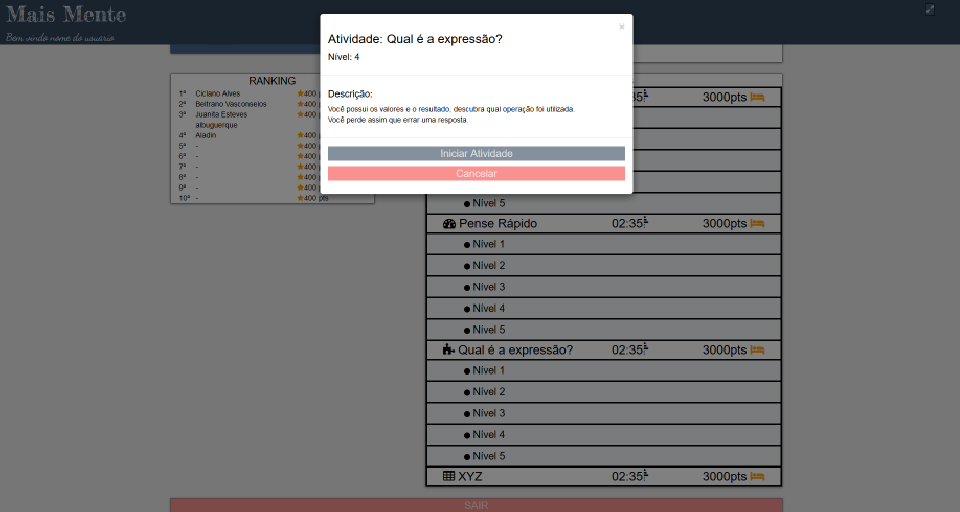 Mais Mente
Bem vindo nome do usuário
×
Atividade: Qual é a expressão?
Nível: 4
Descrição:
Você possui os valores e o resultado, descubra qual operação foi utilizada.
Você perde assim que errar uma resposta.
Iniciar Atividade
Cancelar
RANKING
1º Ciclano Alves 400
2º Beltrano Vasconselos 400
3º Juanita Esteves 400
albuquerque
4º Aladin 400
5º - 400
6º - 400
7º - 400
8º - 400
9º - 400
10º - 400 pts
3000pts
Nível 5
Pense Rápido 02:35 3000pts
Nível 1
Nível 2
Nível 3
Nível 4
Nível 5
Qual é a expressão? 02:35 3000pts
Nível 1
Nível 2
Nível 3
Nível 4
Nível 5
XYZ 02:35 3000pts
SAIR